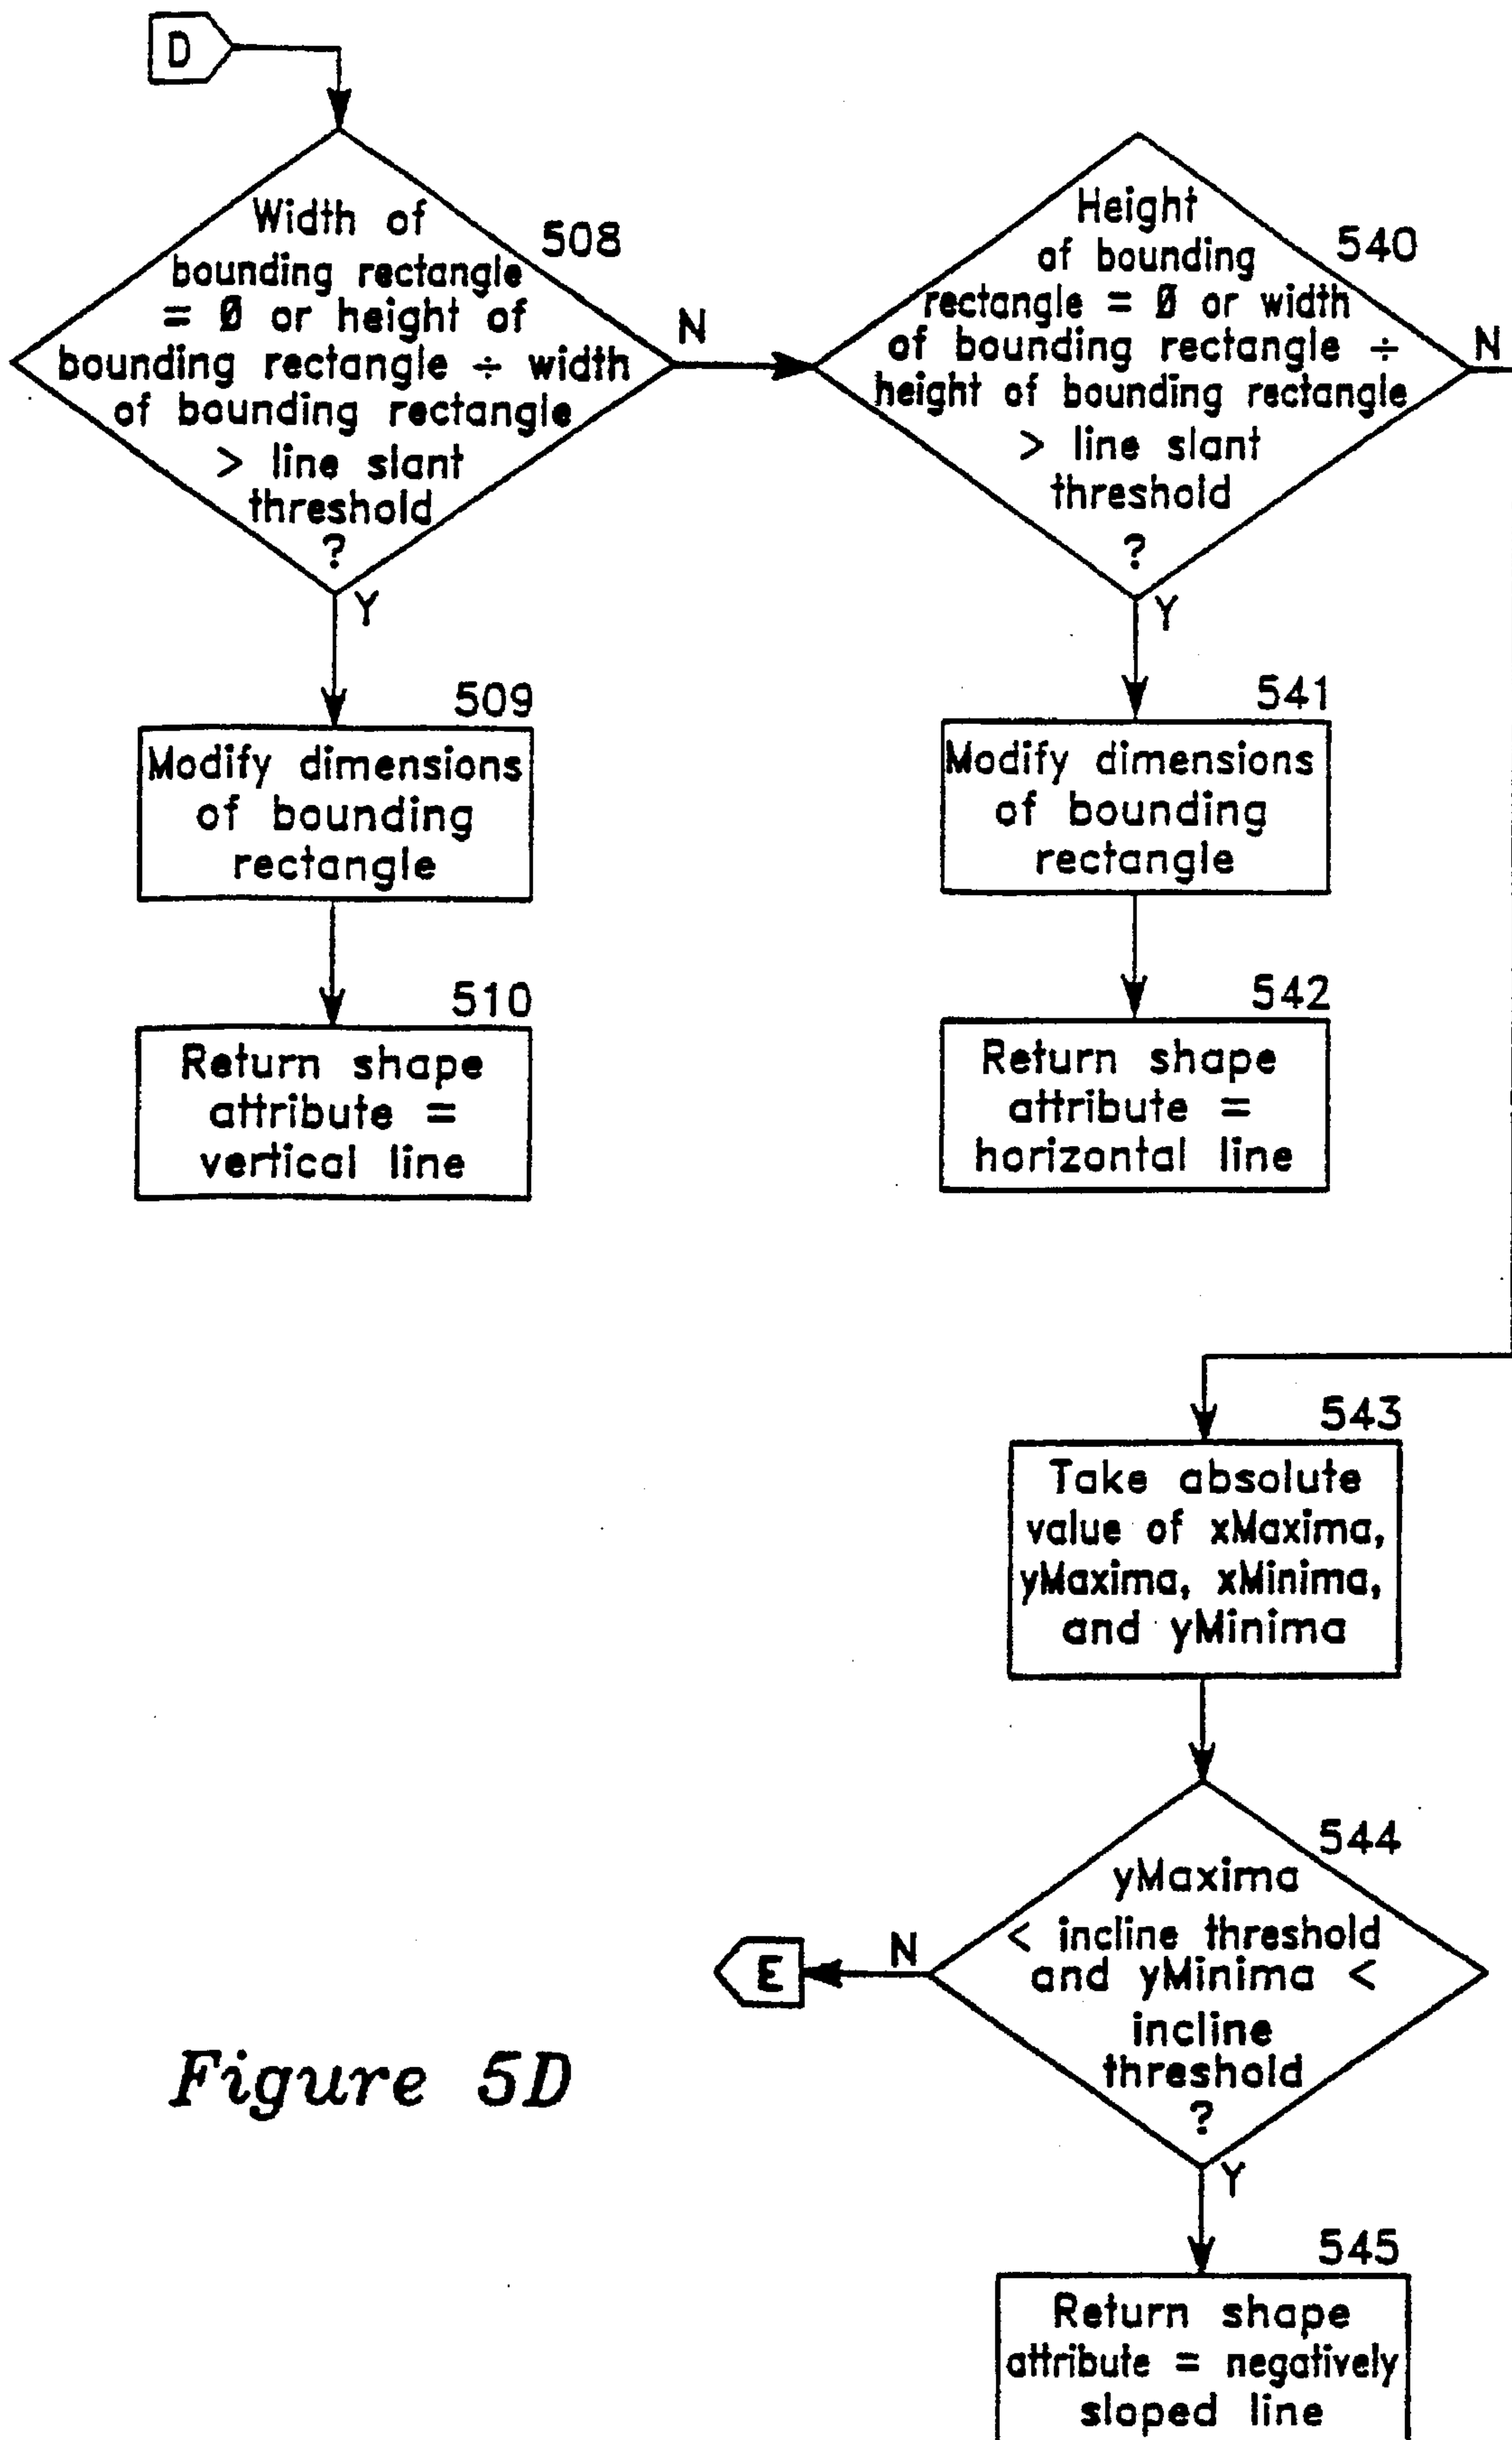 D
Width of
bounding rectangle
= Ø or height of
bounding rectangle ÷ width
of bounding rectangle
> line slant
threshold
?
508
N
Y
Height
of bounding
rectangle = Ø or width
of bounding rectangle ÷
height of bounding rectangle
> line slant
threshold
?
540
N
Y
509
Modify dimensions
of bounding
rectangle
541
Modify dimensions
of bounding
rectangle
510
Return shape
attribute =
vertical line
542
Return shape
attribute =
horizontal line
543
Take absolute
value of xMaxima,
yMaxima, xMinima,
and yMinima
544
yMaxima
< incline threshold
and yMinima <
incline
threshold
?
N
E
Y
545
Return shape
attribute = negatively
sloped line
Figure 5D